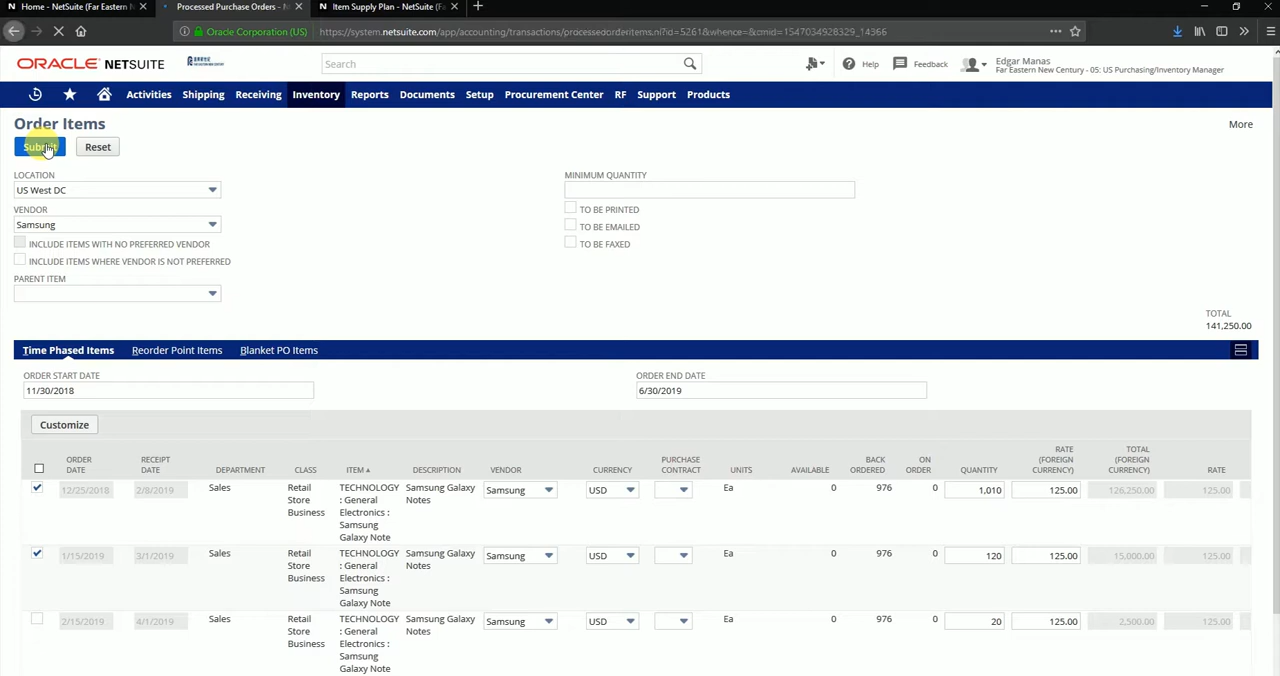 Home - NetSuite (Far Eastern N
Processed Purchase Orders - N
Item Supply Plan - NetSuite (Fa
Oracle Corporation (US)
https://system.netsuite.com/app/accounting/transactions/processedorderitems.nl?id=5261&whence=&cmid=1547034928329_14366
ORACLE NETSUITE
Search
Help
Feedback
Edgar Manas
Far Eastern New Century - 05: US Purchasing/Inventory Manager
Activities Shipping Receiving Inventory Reports Documents Setup Procurement Center RF Support Products
Order Items
More
Submit Reset
LOCATION
US West DC
VENDOR
Samsung
INCLUDE ITEMS WITH NO PREFERRED VENDOR
INCLUDE ITEMS WHERE VENDOR IS NOT PREFERRED
PARENT ITEM
MINIMUM QUANTITY
TO BE PRINTED
TO BE EMAILED
TO BE FAXED
TOTAL
141,250.00
Time Phased Items Reorder Point Items Blanket PO Items
ORDER START DATE
11/30/2018
ORDER END DATE
6/30/2019
Customize
ORDER DATE RECEIPT DATE DEPARTMENT CLASS ITEM DESCRIPTION VENDOR CURRENCY PURCHASE CONTRACT UNITS AVAILABLE BACK ORDERED ON ORDER QUANTITY RATE (FOREIGN CURRENCY) TOTAL (FOREIGN CURRENCY) RATE
12/25/2018 2/8/2019 Sales Retail Store Business TECHNOLOGY : General Electronics : Samsung Galaxy Note Samsung Galaxy Notes Samsung USD Ea 0 976 0 1,010 125.00 126,250.00 125.00
1/15/2019 3/1/2019 Sales Retail Store Business TECHNOLOGY : General Electronics : Samsung Galaxy Note Samsung Galaxy Notes Samsung USD Ea 0 976 0 120 125.00 15,000.00 125.00
2/15/2019 4/1/2019 Sales Retail Store Business TECHNOLOGY : General Electronics : Samsung Galaxy Note Samsung Galaxy Notes Samsung USD Ea 0 976 0 20 125.00 2,500.00 125.00